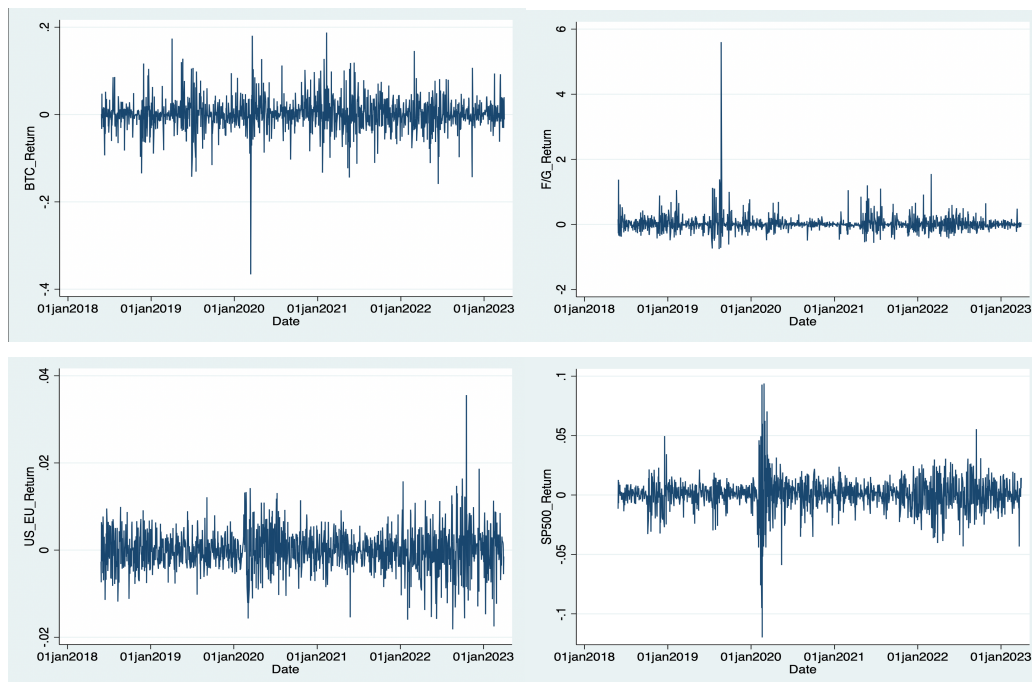 .2
0
-.2
-.4
BTC_Return
01jan2018 01jan2019 01jan2020 01jan2021 01jan2022 01jan2023
Date
6
4
2
0
-2
F/G_Return
01jan2018 01jan2019 01jan2020 01jan2021 01jan2022 01jan2023
Date
.04
.02
0
-.02
US_EU_Return
01jan2018 01jan2019 01jan2020 01jan2021 01jan2022 01jan2023
Date
.1
.05
0
-.05
-.1
SP500_Return
01jan2018 01jan2019 01jan2020 01jan2021 01jan2022 01jan2023
Date